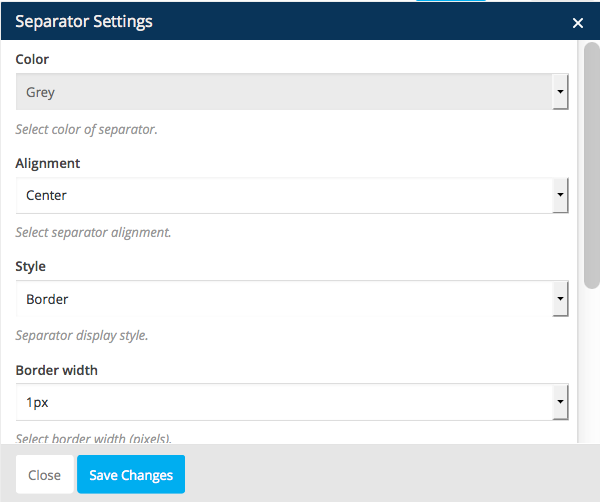 Separator Settings
Color
Grey
Select color of separator.
Alignment
Center
Select separator alignment.
Style
Border
Separator display style.
Border width
1px
Select border width (pixels).
Close
Save Changes